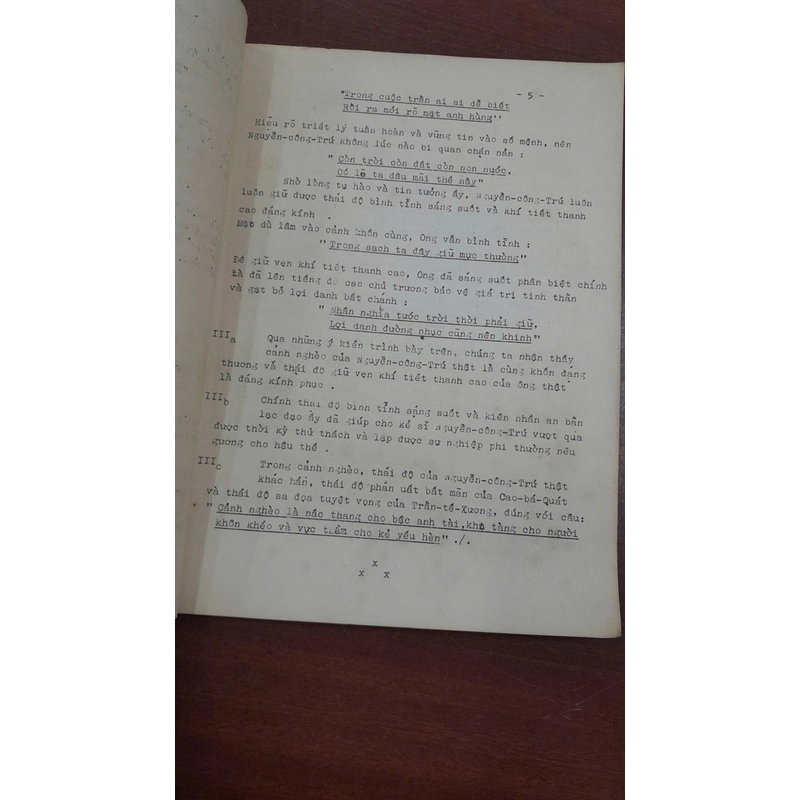 - 5 -
"Trong cuộc trần ai ai dễ biết
Rồi ra mới rõ mặt anh hùng"
Hiểu rõ triết lý tuần hoàn và vững tin vào số mệnh, nên
Nguyễn-công-Trứ không lúc nào bi quan chán nản :
" Còn trời còn đất còn non nước,
Có lẽ ta đâu mãi thế này"
Nhờ lòng tự hào và tin tưởng ấy, Nguyễn-công-Trứ luôn
luôn giữ được thái độ bình tỉnh sáng suốt và khí tiết thanh
cao đáng kính .
Mặt dù lâm vào cảnh khốn cùng, Ông vẫn bình tỉnh :
" Trong sạch ta đây giữ mực thường"
Để giữ vẹn khí tiết thanh cao, Ông đã sáng suốt phân biệt chính
tà đã lên tiếng đề cao chủ trương bảo vệ giá trị tinh thần
và gạt bỏ lợi danh bất chánh :
" Nhân nghĩa tước trời thời phải giữ,
Lợi danh đường nhục cũng nên khinh"
IIIa Qua những ý kiến trình bày trên, chúng ta nhận thấy
cảnh nghèo của Nguyễn-công-Trứ thật là cùng khốn đáng
thương và thái độ giữ vẹn khí tiết thanh cao của ông thật
là đáng kính phục .
IIIb Chính thái độ bình tỉnh sáng suốt và kiên nhẫn an bần
lạc đạo ấy đã giúp cho kẻ sĩ Nguyễn-công-Trứ vượt qua
được thời kỳ thử thách và lập được sự nghiệp phi thường nêu
gương cho hậu thế .
IIIc Trong cảnh nghèo, thái độ của Nguyễn-công-Trứ thật
khác hẳn, thái độ phẫn uất bất mãn của Cao-bá-Quát
và thái độ sa đọa tuyệt vọng của Trần-tế-Xương, đúng với câu:
" Cảnh nghèo là nấc thang cho bậc anh tài,kho tàng cho người
khôn khéo và vực thẳm cho kẻ yếu hèn" ./.
x
x x